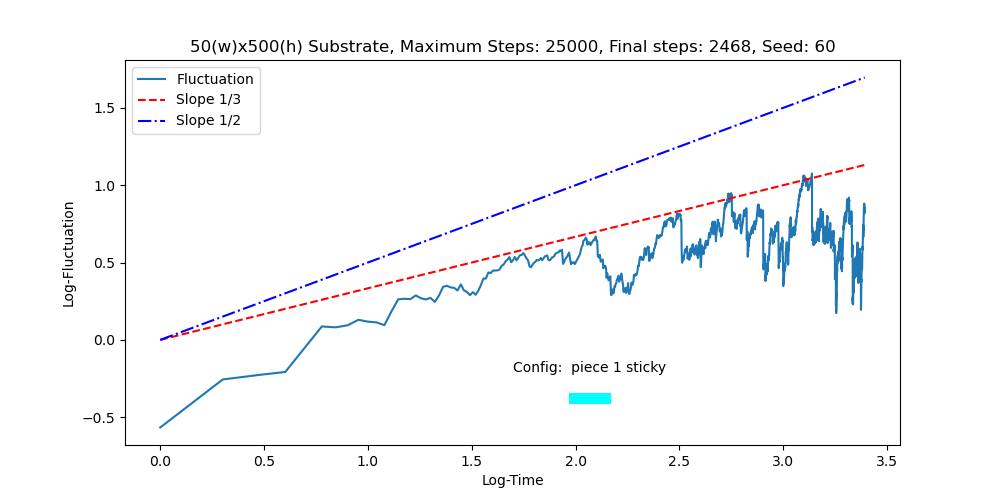 50(w)x500(h) Substrate, Maximum Steps: 25000, Final steps: 2468, Seed: 60
Fluctuation
Slope 1/3
Slope 1/2
Log-Fluctuation
1.5
1.0
0.5
0.0
−0.5
Config:  piece 1 sticky
0.0 0.5 1.0 1.5 2.0 2.5 3.0 3.5
Log-Time